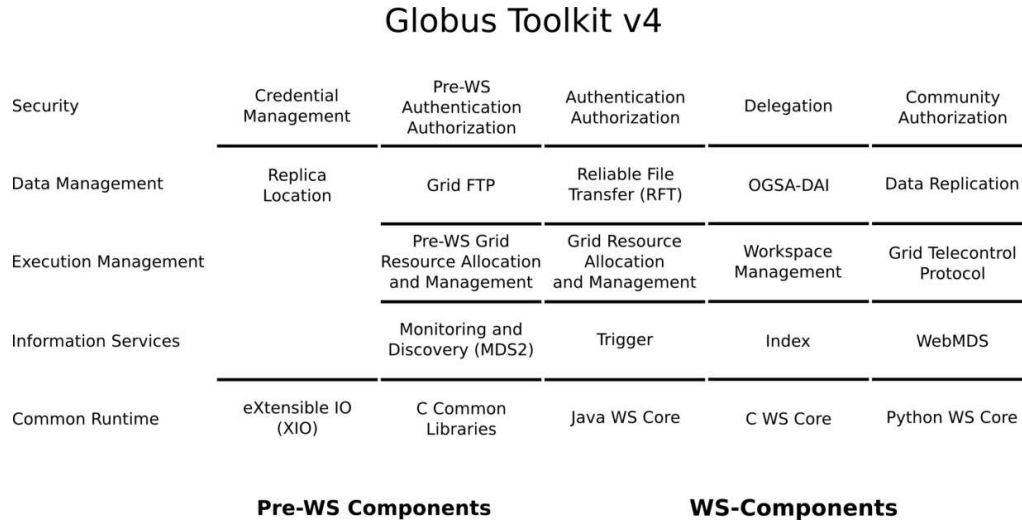 Globus Toolkit v4
Security
Credential
Management
Pre-WS
Authentication
Authorization
Authentication
Authorization
Delegation
Community
Authorization
Data Management
Replica
Location
Grid FTP
Reliable File
Transfer (RFT)
OGSA-DAI
Data Replication
Execution Management
Pre-WS Grid
Resource Allocation
and Management
Grid Resource
Allocation
and Management
Workspace
Management
Grid Telecontrol
Protocol
Information Services
Monitoring and
Discovery (MDS2)
Trigger
Index
WebMDS
Common Runtime
eXtensible IO
(XIO)
C Common
Libraries
Java WS Core
C WS Core
Python WS Core
Pre-WS Components
WS-Components